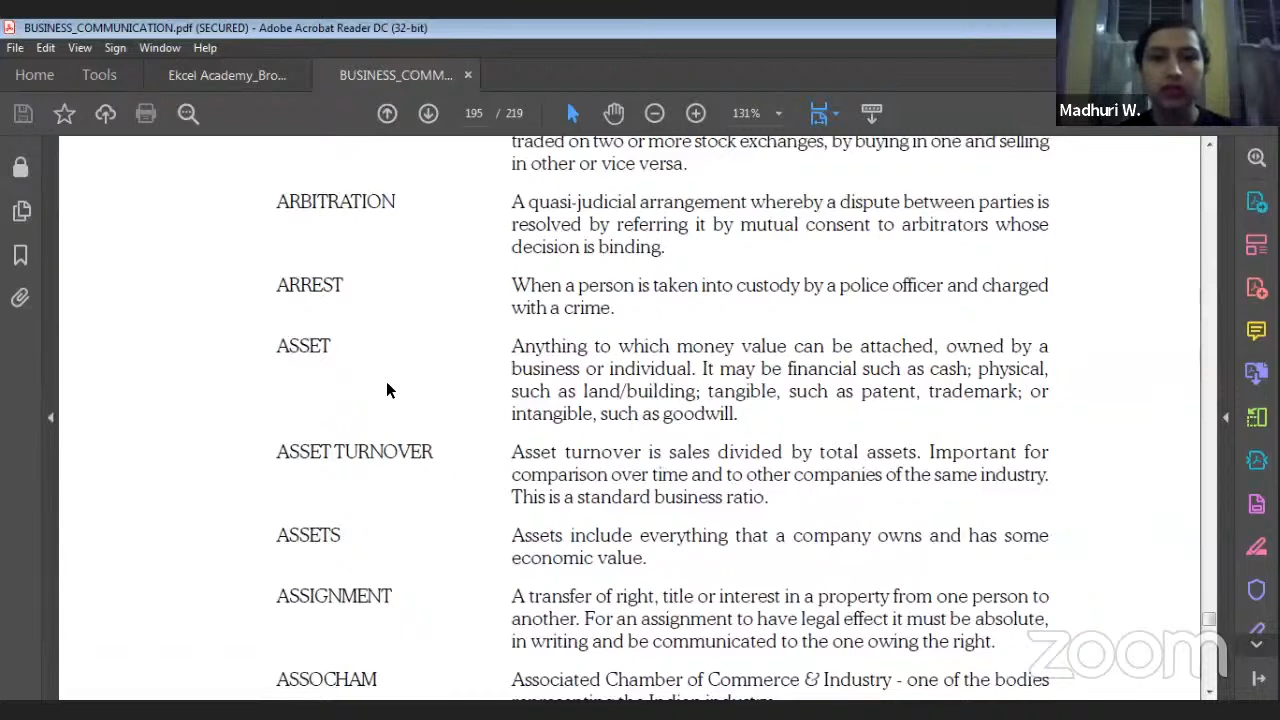 BUSINESS_COMMUNICATION.pdf (SECURED) - Adobe Acrobat Reader DC (32-bit)
File Edit View Sign Window Help
Home Tools Ekcel Academy_Bro... BUSINESS_COMM... ×
195 / 219 131%
Madhuri W.
traded on two or more stock exchanges, by buying in one and selling
in other or vice versa.
ARBITRATION A quasi-judicial arrangement whereby a dispute between parties is
resolved by referring it by mutual consent to arbitrators whose
decision is binding.
ARREST When a person is taken into custody by a police officer and charged
with a crime.
ASSET Anything to which money value can be attached, owned by a
business or individual. It may be financial such as cash; physical,
such as land/building; tangible, such as patent, trademark; or
intangible, such as goodwill.
ASSET TURNOVER Asset turnover is sales divided by total assets. Important for
comparison over time and to other companies of the same industry.
This is a standard business ratio.
ASSETS Assets include everything that a company owns and has some
economic value.
ASSIGNMENT A transfer of right, title or interest in a property from one person to
another. For an assignment to have legal effect it must be absolute,
in writing and be communicated to the one owing the right.
ASSOCHAM Associated Chamber of Commerce & Industry - one of the bodies
representing the Indian industry.
zoom